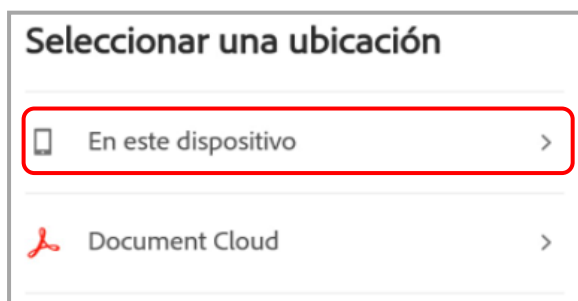 Seleccionar una ubicación
En este dispositivo
Document Cloud